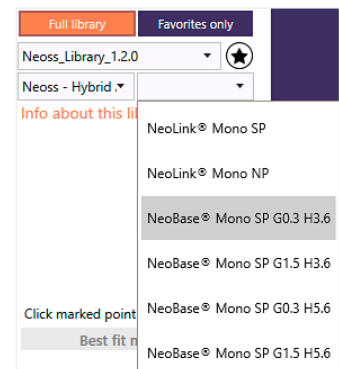 Full library Favorites only
Neoss_Library_1.2.0
Neoss - Hybrid
Info about this
NeoLink® Mono SP
NeoLink® Mono NP
NeoBase® Mono SP G0.3 H3.6
NeoBase® Mono SP G1.5 H3.6
NeoBase® Mono SP G0.3 H5.6
Click marked point
Best fit
NeoBase® Mono SP G1.5 H5.6